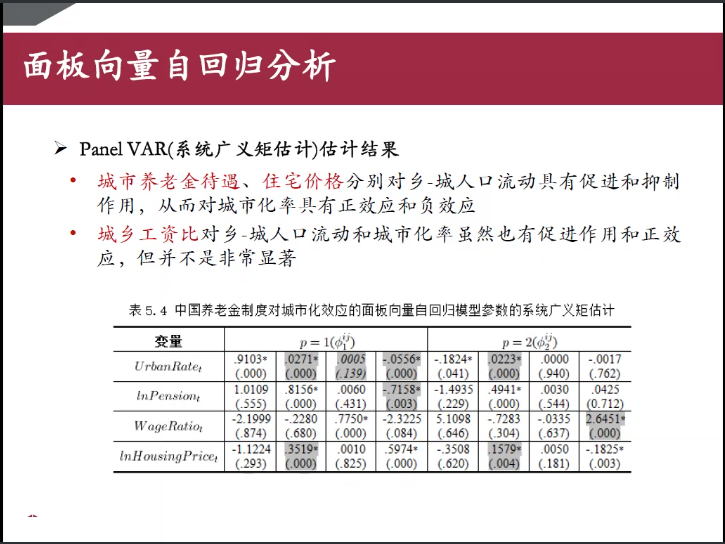 面板向量自回归分析
➢ Panel VAR(系统广义矩估计)估计结果
• 城市养老金待遇、住宅价格分别对乡-城人口流动具有促进和抑制
作用，从而对城市化率具有正效应和负效应
• 城乡工资比对乡-城人口流动和城市化率虽然也有促进作用和正效
应，但并不是非常显著
表 5.4 中国养老金制度对城市化效应的面板向量自回归模型参数的系统广义矩估计
变量 p = 1(ϕ₁^{ij}) p = 2(ϕ₂^{ij})
UrbanRate_t .9103* .0271* .0005 -.0556* -.1824* .0223* .0000 -.0017
(.000) (.000) (.139) (.000) (.041) (.000) (.940) (.762)
lnPension_t 1.0109 .8156* .0060 -.7158* -1.4935 .4941* .0030 .0425
(.555) (.000) (.431) (.003) (.229) (.000) (.544) (0.712)
WageRatio_t -2.1999 -.2280 .7750* -2.3225 5.1098 -.7283 -.0335 2.6451*
(.874) (.680) (.000) (.084) (.646) (.304) (.637) (.000)
lnHousingPrice_t -1.1224 .3519* .0010 .5974* -.3508 .1579* .0050 -.1825*
(.293) (.000) (.825) (.000) (.620) (.004) (.181) (.003)